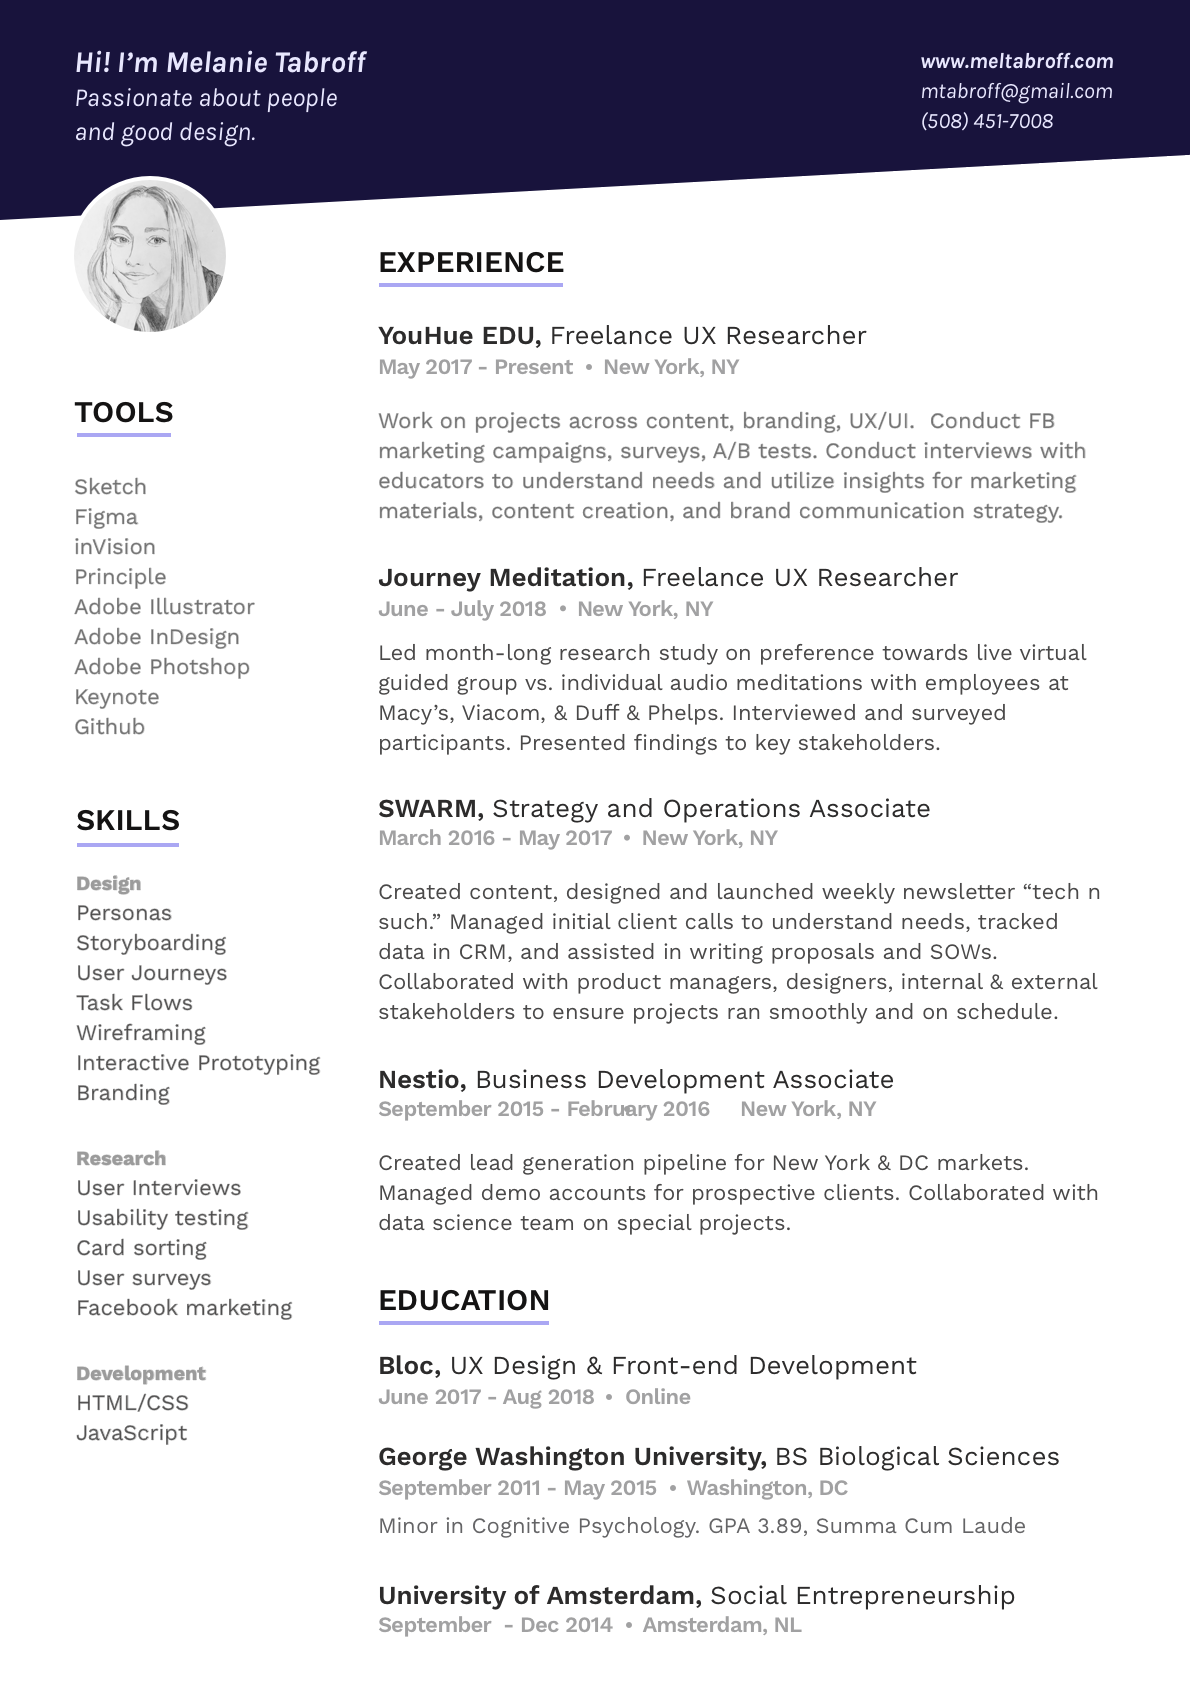 Hi! I’m Melanie Tabroff
Passionate about people
and good design.
www.meltabroff.com
mtabroff@gmail.com
(508) 451-7008
TOOLS
Sketch
Figma
inVision
Principle
Adobe Illustrator
Adobe InDesign
Adobe Photshop
Keynote
Github
SKILLS
Design
Personas
Storyboarding
User Journeys
Task Flows
Wireframing
Interactive Prototyping
Branding
Research
User Interviews
Usability testing
Card sorting
User surveys
Facebook marketing
Development
HTML/CSS
JavaScript
EXPERIENCE
YouHue EDU, Freelance UX Researcher
May 2017 - Present • New York, NY
Work on projects across content, branding, UX/UI.  Conduct FB
marketing campaigns, surveys, A/B tests. Conduct interviews with
educators to understand needs and utilize insights for marketing
materials, content creation, and brand communication strategy.
Journey Meditation, Freelance UX Researcher
June - July 2018 • New York, NY
Led month-long research study on preference towards live virtual
guided group vs. individual audio meditations with employees at
Macy’s, Viacom, & Duff & Phelps. Interviewed and surveyed
participants. Presented findings to key stakeholders.
SWARM, Strategy and Operations Associate
March 2016 - May 2017 • New York, NY
Created content, designed and launched weekly newsletter “tech n
such.” Managed initial client calls to understand needs, tracked
data in CRM, and assisted in writing proposals and SOWs.
Collaborated with product managers, designers, internal & external
stakeholders to ensure projects ran smoothly and on schedule.
Nestio, Business Development Associate
September 2015 - February 2016 • New York, NY
Created lead generation pipeline for New York & DC markets.
Managed demo accounts for prospective clients. Collaborated with
data science team on special projects.
EDUCATION
Bloc, UX Design & Front-end Development
June 2017 - Aug 2018 • Online
George Washington University, BS Biological Sciences
September 2011 - May 2015 • Washington, DC
Minor in Cognitive Psychology. GPA 3.89, Summa Cum Laude
University of Amsterdam, Social Entrepreneurship
September  - Dec 2014 • Amsterdam, NL